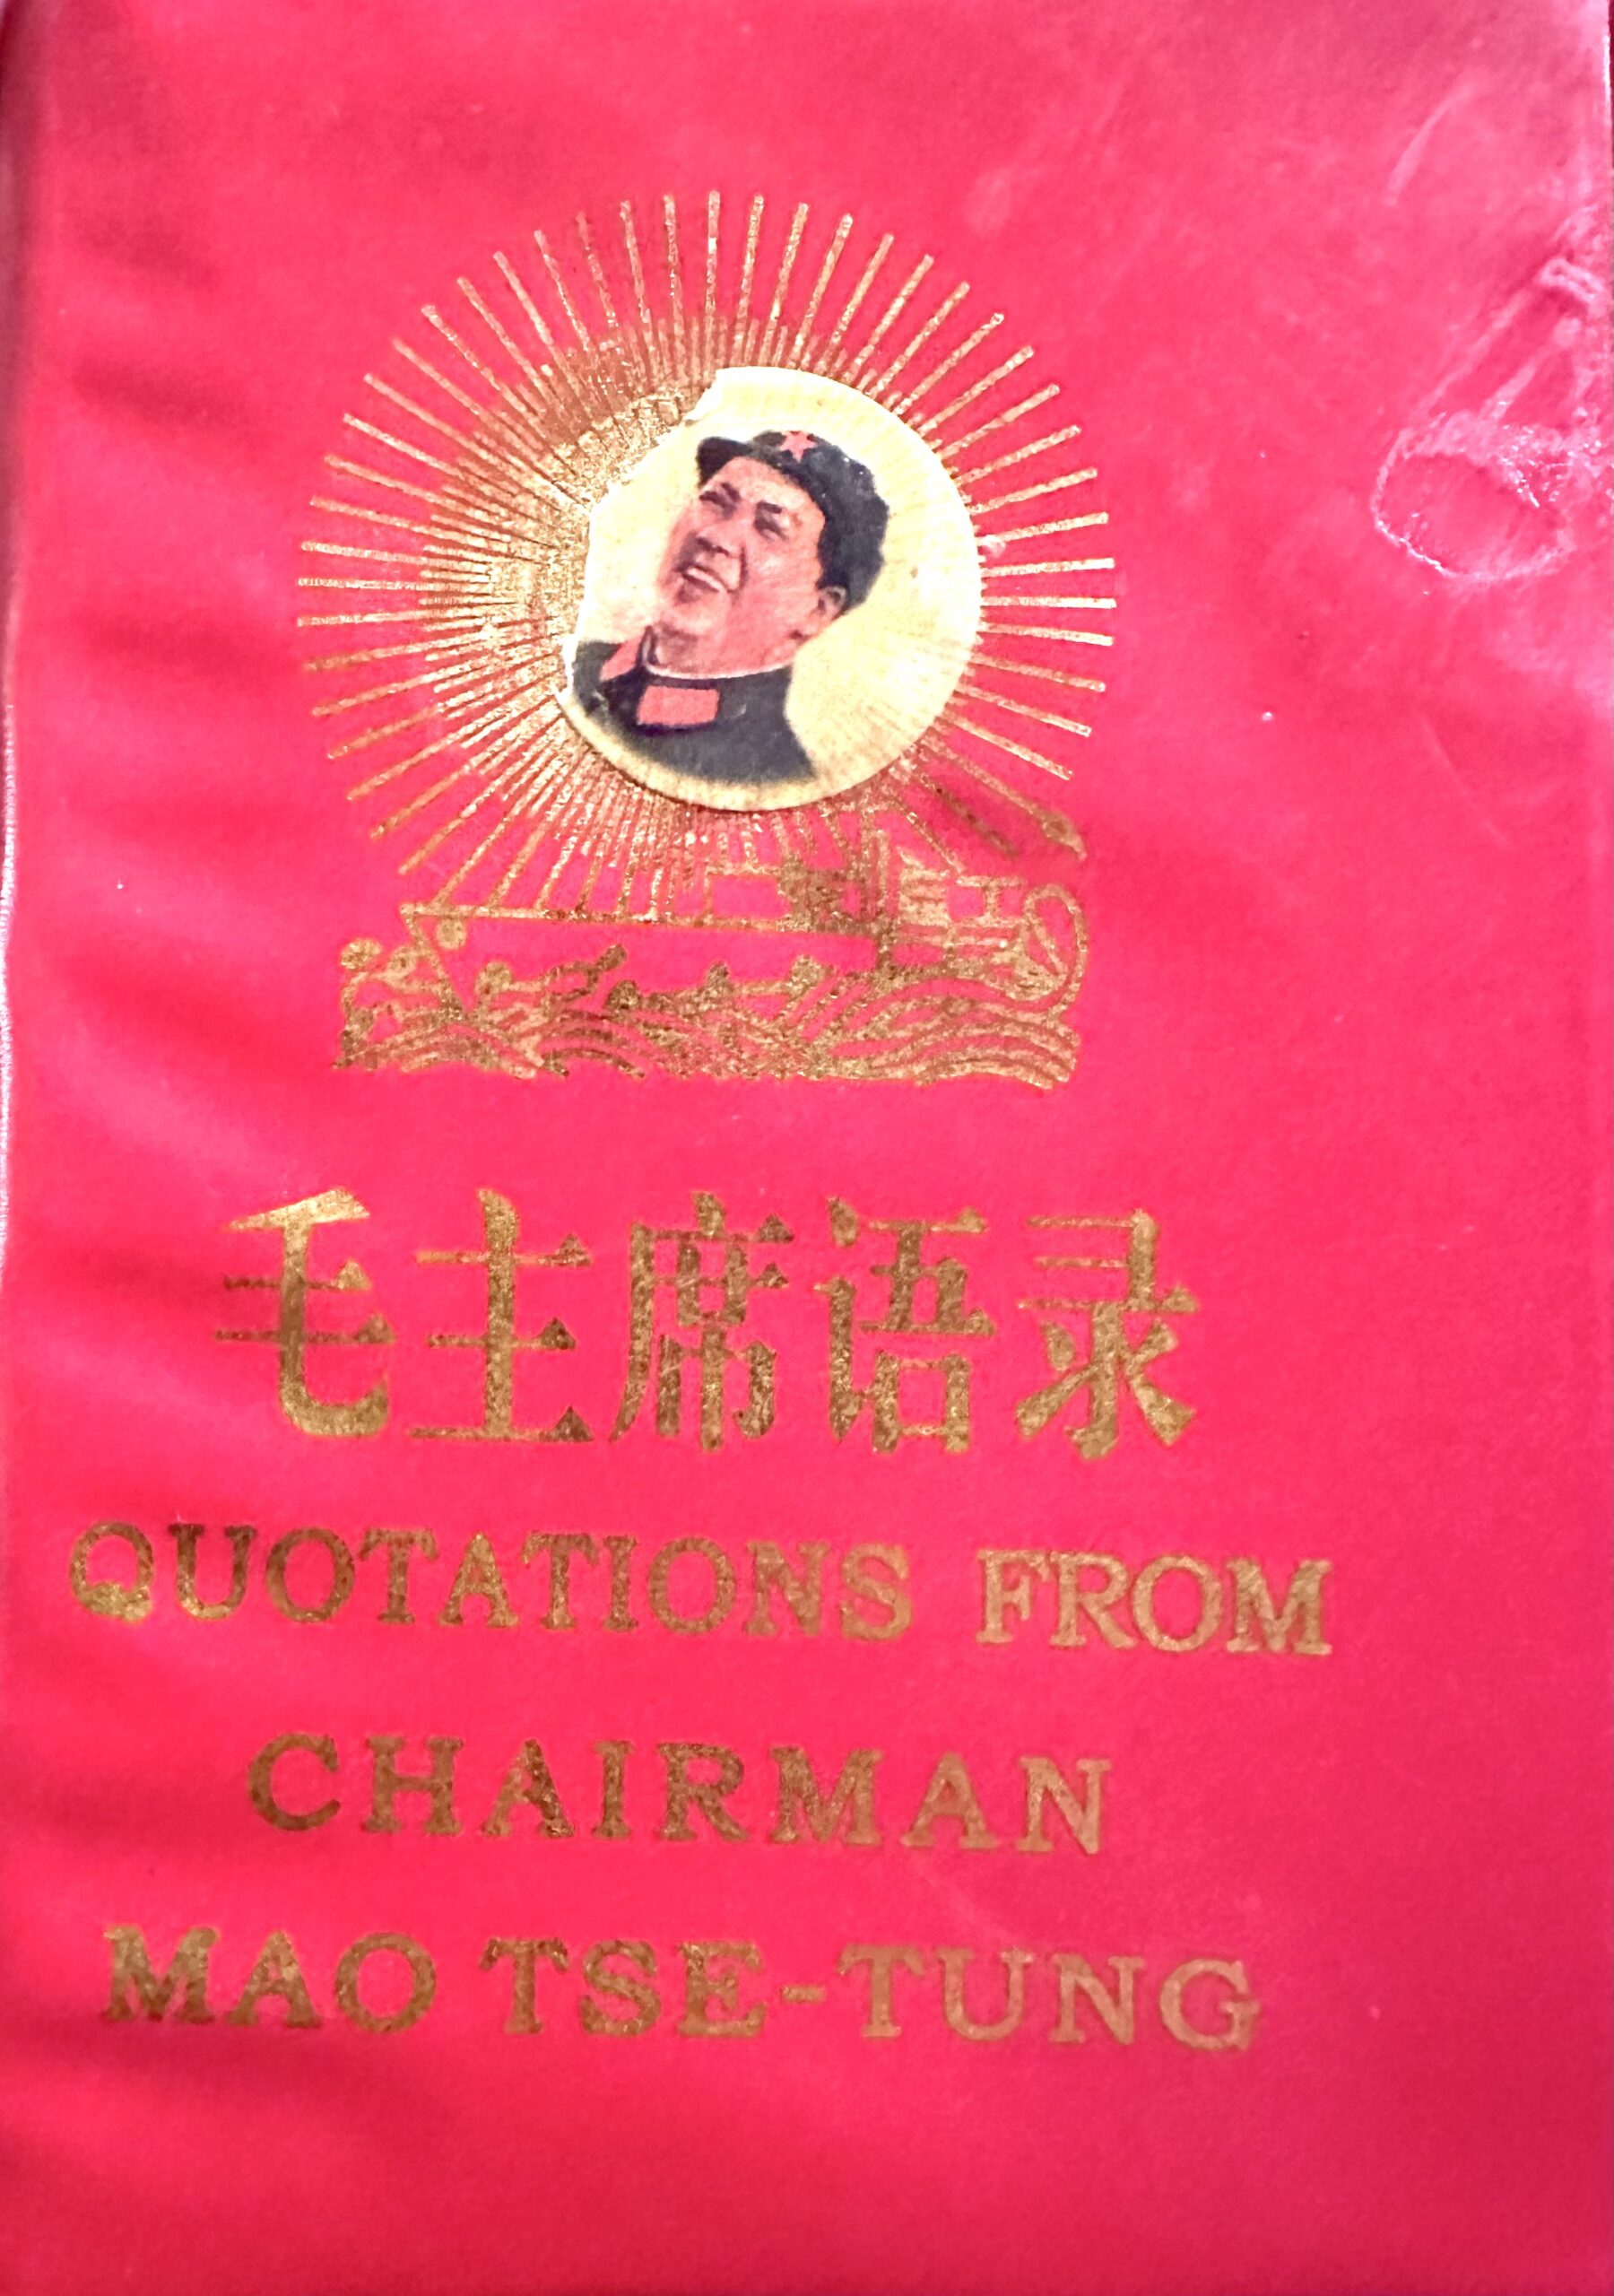 毛主席语录
QUOTATIONS FROM
CHAIRMAN
MAO TSE-TUNG